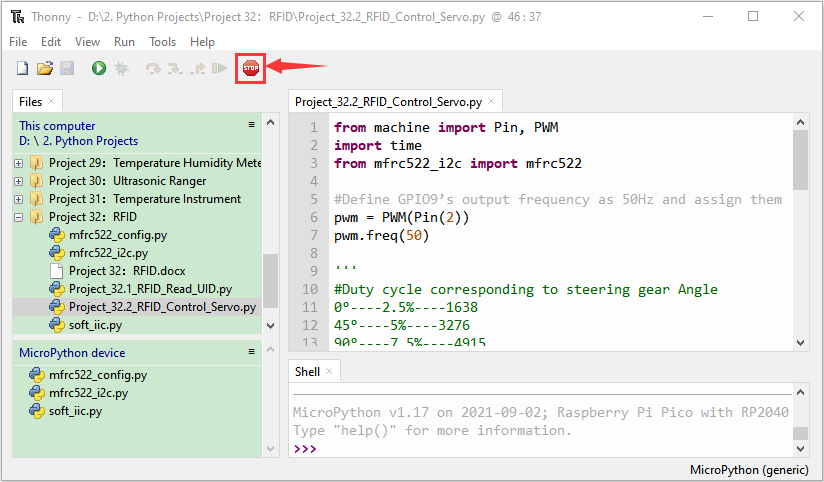 Thonny - D:\2. Python Projects\Project 32: RFID\Project_32.2_RFID_Control_Servo.py @ 46 : 37
File Edit View Run Tools Help
STOP
Files
This computer
D: \ 2. Python Projects
Project 29: Temperature Humidity Mete
Project 30: Ultrasonic Ranger
Project 31: Temperature Instrument
Project 32: RFID
mfrc522_config.py
mfrc522_i2c.py
Project 32: RFID.docx
Project_32.1_RFID_Read_UID.py
Project_32.2_RFID_Control_Servo.py
soft_iic.py
MicroPython device
mfrc522_config.py
mfrc522_i2c.py
soft_iic.py
Project_32.2_RFID_Control_Servo.py
1 from machine import Pin, PWM
2 import time
3 from mfrc522_i2c import mfrc522
4
5 #Define GPIO9’s output frequency as 50Hz and assign them
6 pwm = PWM(Pin(2))
7 pwm.freq(50)
8
9 '''
10 #Duty cycle corresponding to steering gear Angle
11 0°----2.5%----1638
12 45°----5%----3276
13 90°----7.5%----4915
Shell
MicroPython v1.17 on 2021-09-02; Raspberry Pi Pico with RP2040
Type "help()" for more information.
>>>
MicroPython (generic)